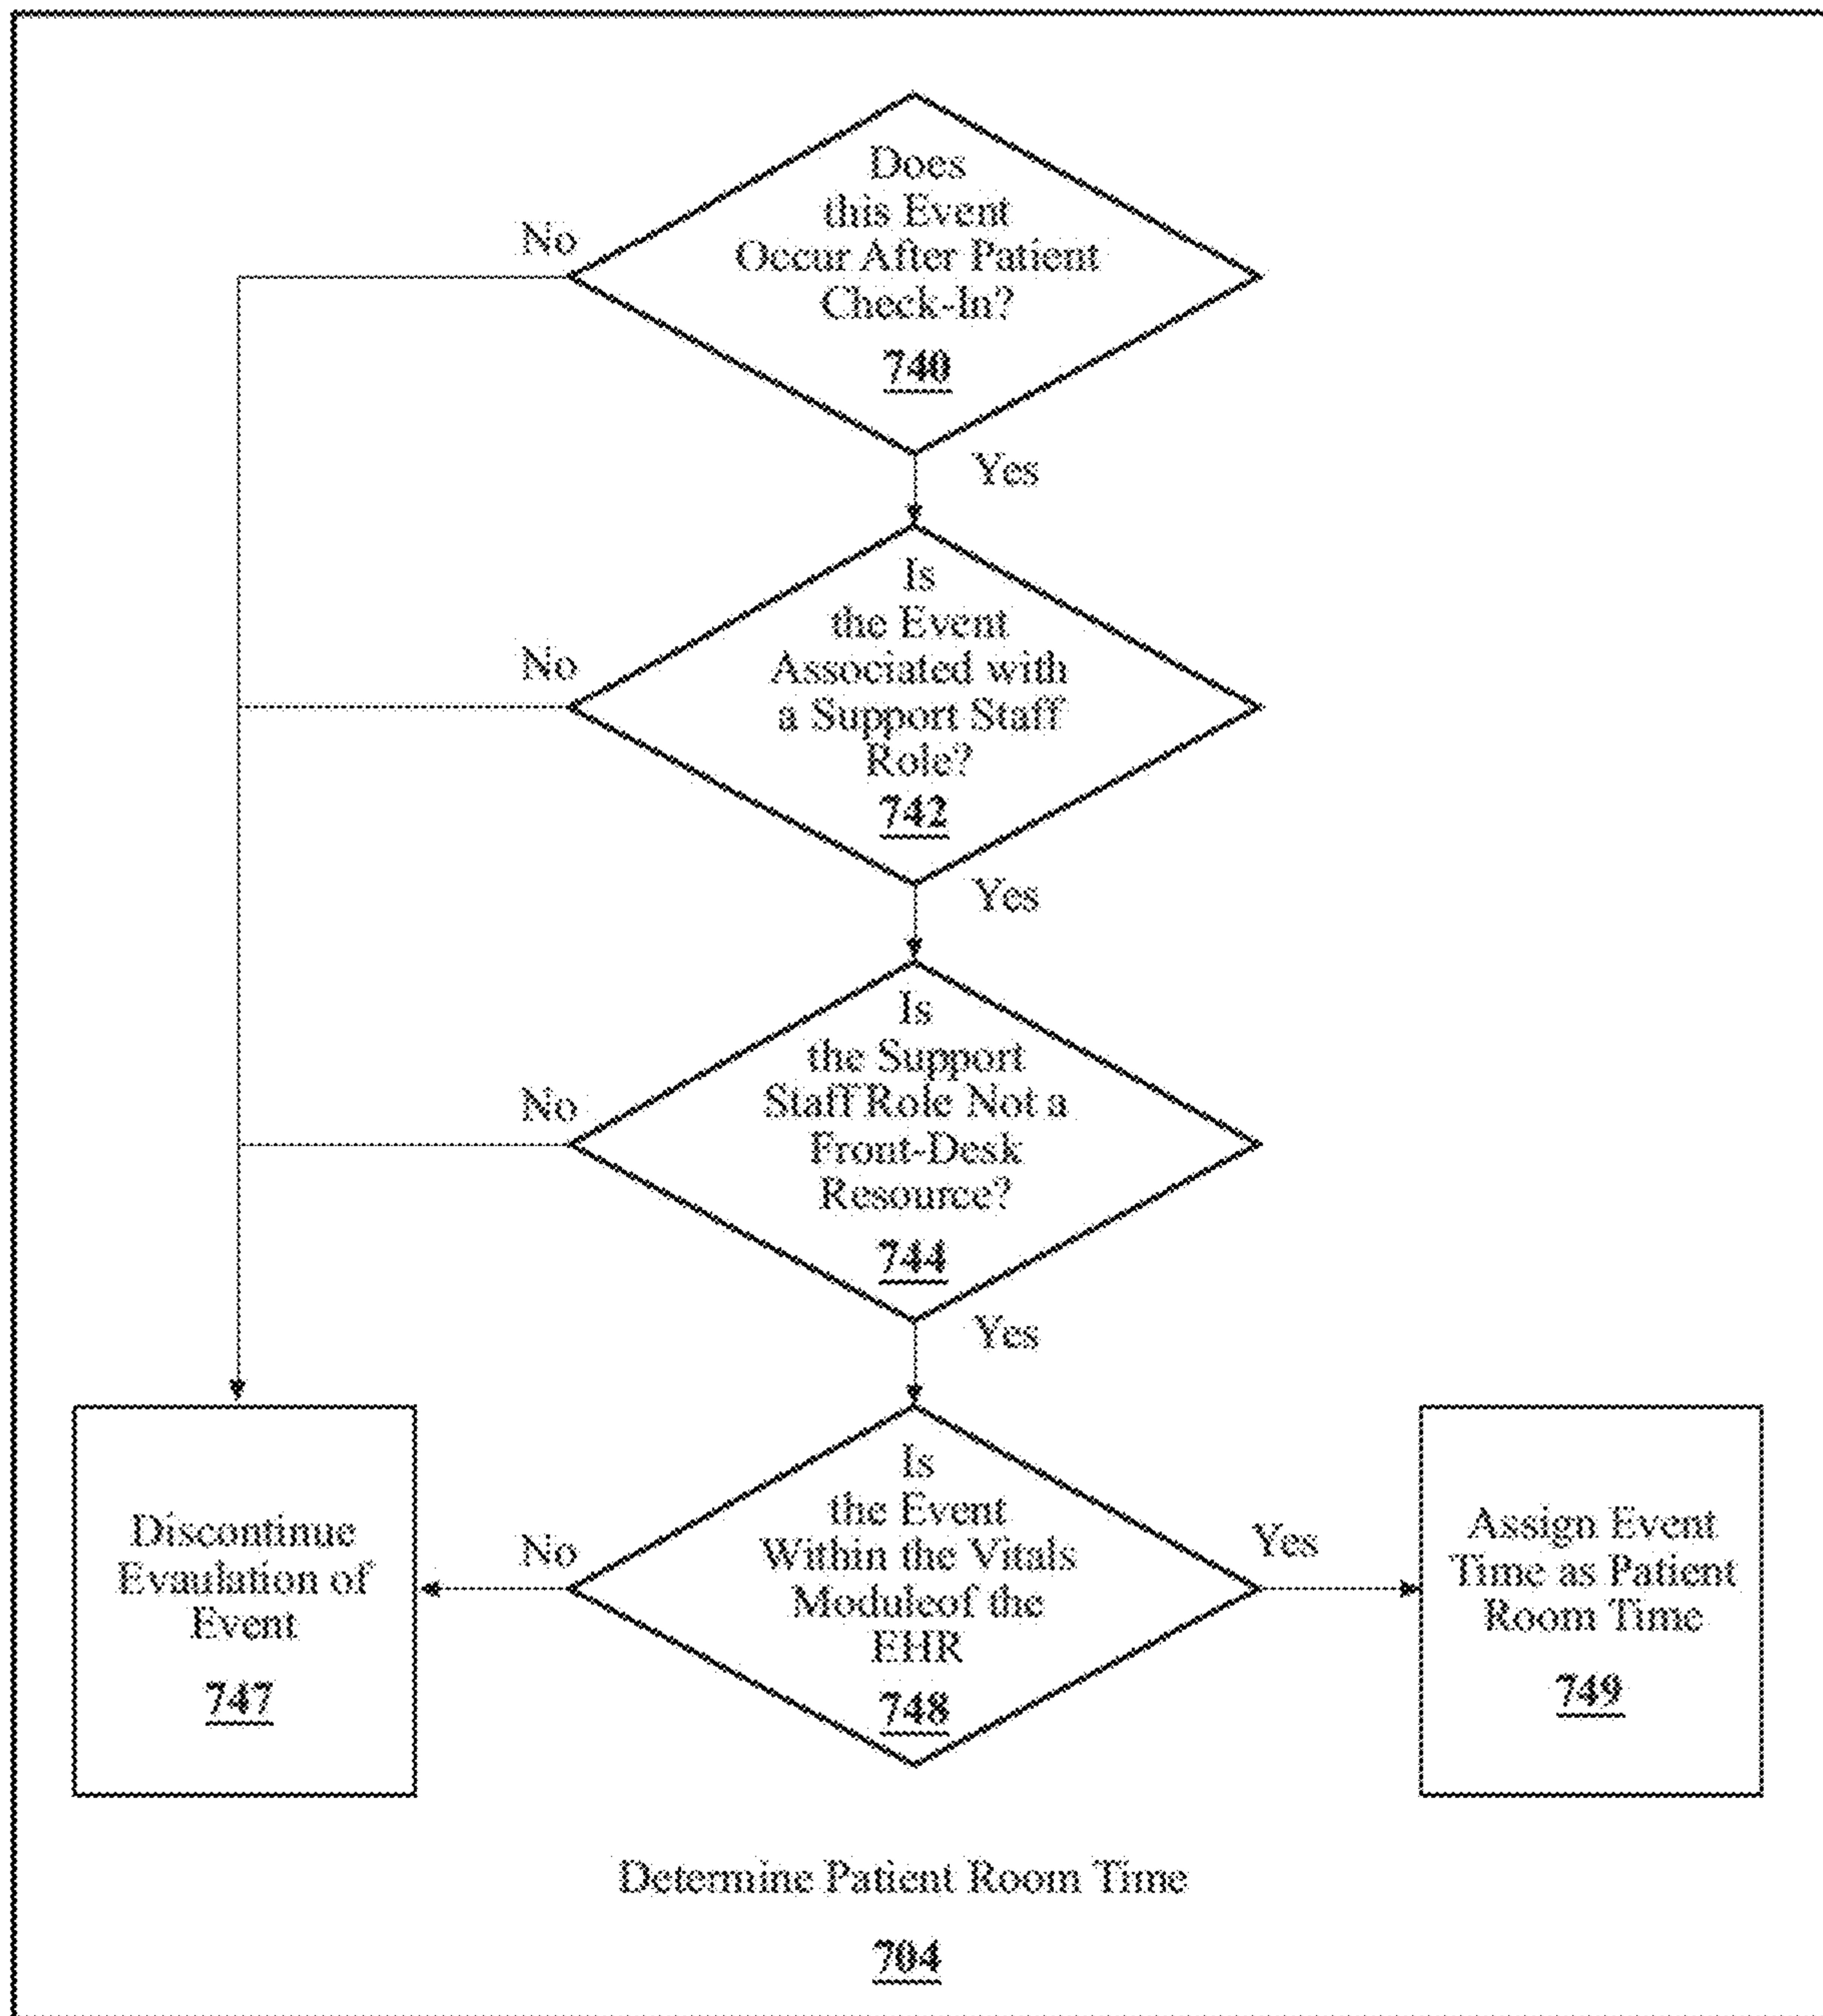 Does
this Event
Occur After Patient
Check-In?
740
No
Yes
Is
the Event
Associated with
a Support Staff
Role?
742
No
Yes
Is
the Support
Staff Role Not a
Front-Desk
Resource?
744
No
Yes
Is
the Event
Within the Vitals
Moduleof the
EHR
748
No
Yes
Discontinue
Evaulation of
Event
747
Assign Event
Time as Patient
Room Time
749
Determine Patient Room Time
704